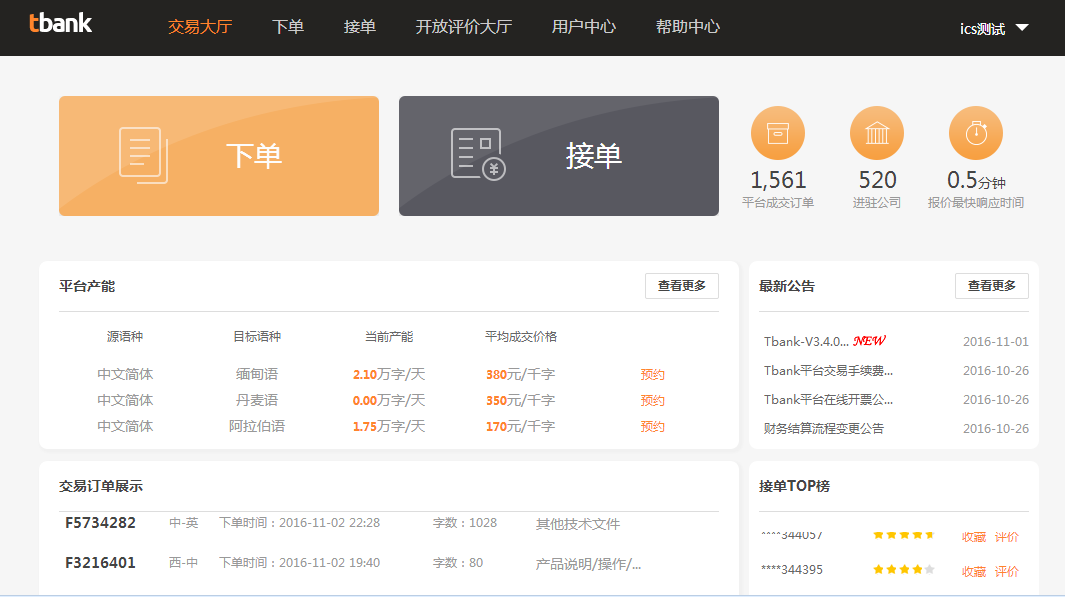 tbank 交易大厅 下单 接单 开放评价大厅 用户中心 帮助中心 ics测试
下单 接单
1,561 520 0.5分钟
平台成交订单 进驻公司 报价最快响应时间
平台产能 查看更多
源语种 目标语种 当前产能 平均成交价格
中文简体 缅甸语 2.10万字/天 380元/千字 预约
中文简体 丹麦语 0.00万字/天 350元/千字 预约
中文简体 阿拉伯语 1.75万字/天 170元/千字 预约
最新公告 查看更多
Tbank-V3.4.0... NEW 2016-11-01
Tbank平台交易手续费... 2016-10-26
Tbank平台在线开票公... 2016-10-26
财务结算流程变更公告 2016-10-26
交易订单展示
F5734282 中-英 下单时间：2016-11-02 22:28 字数：1028 其他技术文件
F3216401 西-中 下单时间：2016-11-02 19:40 字数：80 产品说明/操作/...
接单TOP榜
****344057 收藏 评价
****344395 收藏 评价